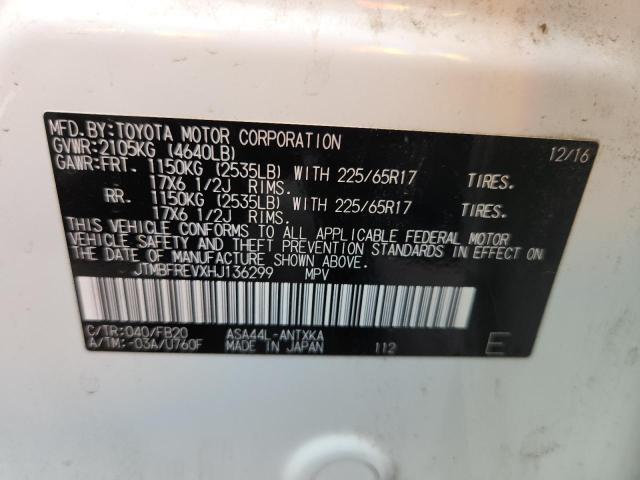 MFD.BY:TOYOTA MOTOR CORPORATION 12/16
GVWR:2105KG (4640LB)
GAWR:FRT. 1150KG (2535LB) WITH 225/65R17 TIRES.
17X6 1/2J RIMS.
RR. 1150KG (2535LB) WITH 225/65R17 TIRES.
17X6 1/2J RIMS.
THIS VEHICLE CONFORMS TO ALL APPLICABLE FEDERAL MOTOR
VEHICLE SAFETY AND THEFT PREVENTION STANDARDS IN EFFECT ON
THE DATE OF MANUFACTURE SHOWN ABOVE.
JTMBFREVXHJ136299 MPV
C/TR:040/FB20 ASA44L-ANTXKA
A/TM:-03A/U760F MADE IN JAPAN 112 E